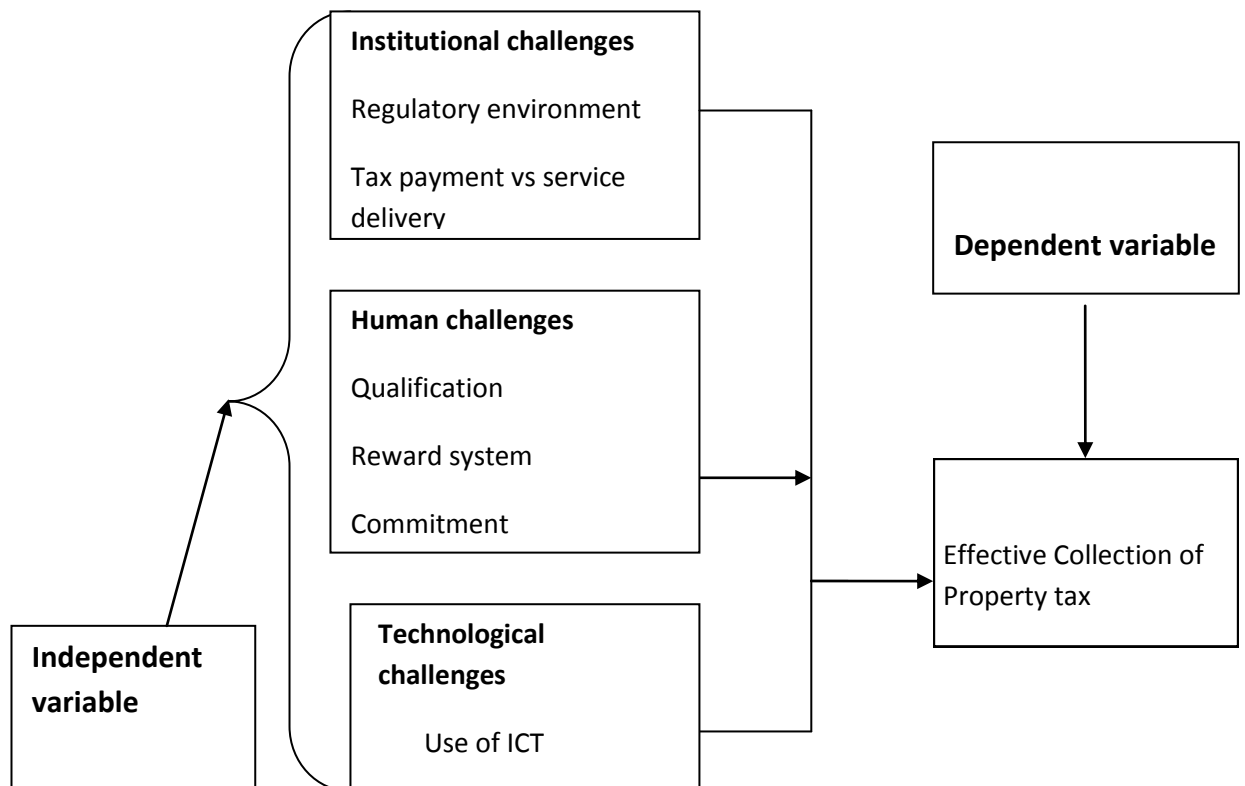 Institutional challenges
Regulatory environment
Tax payment vs service
delivery
Dependent variable
Human challenges
Qualification
Reward system
Commitment
Effective Collection of
Property tax
Independent
variable
Technological
challenges
Use of ICT